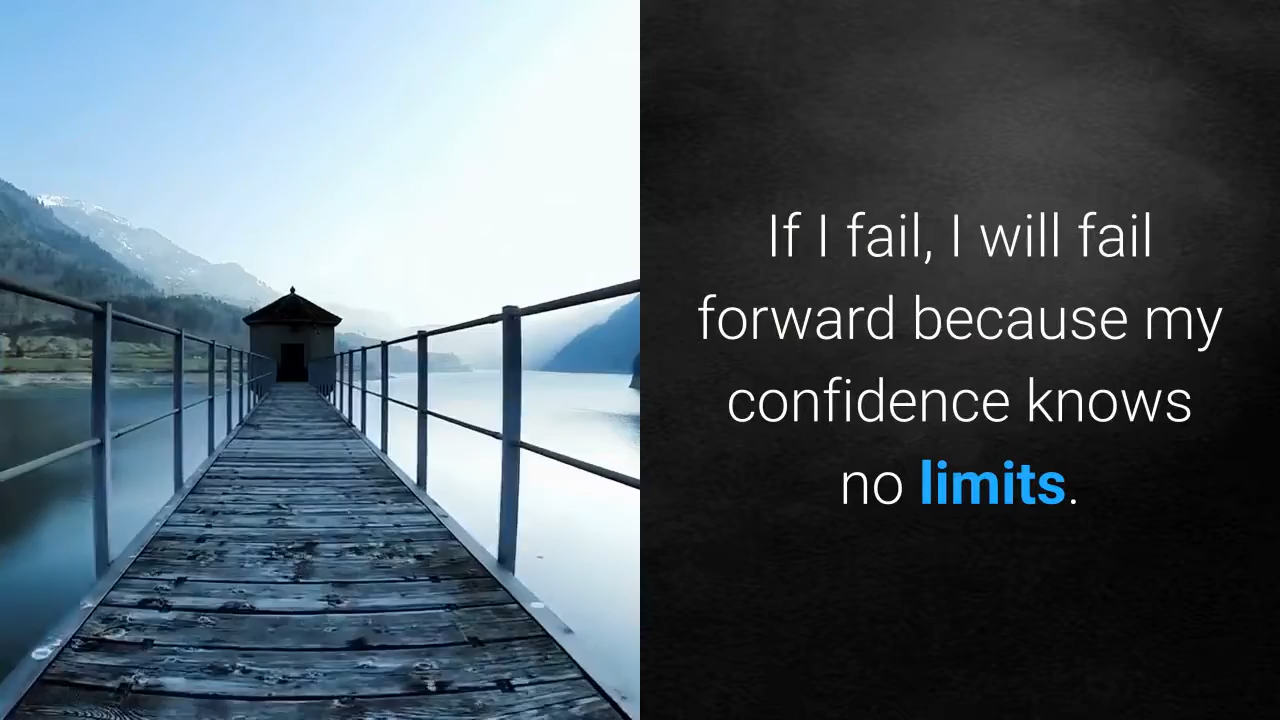 If I fail, I will fail
forward because my
confidence knows
no limits.